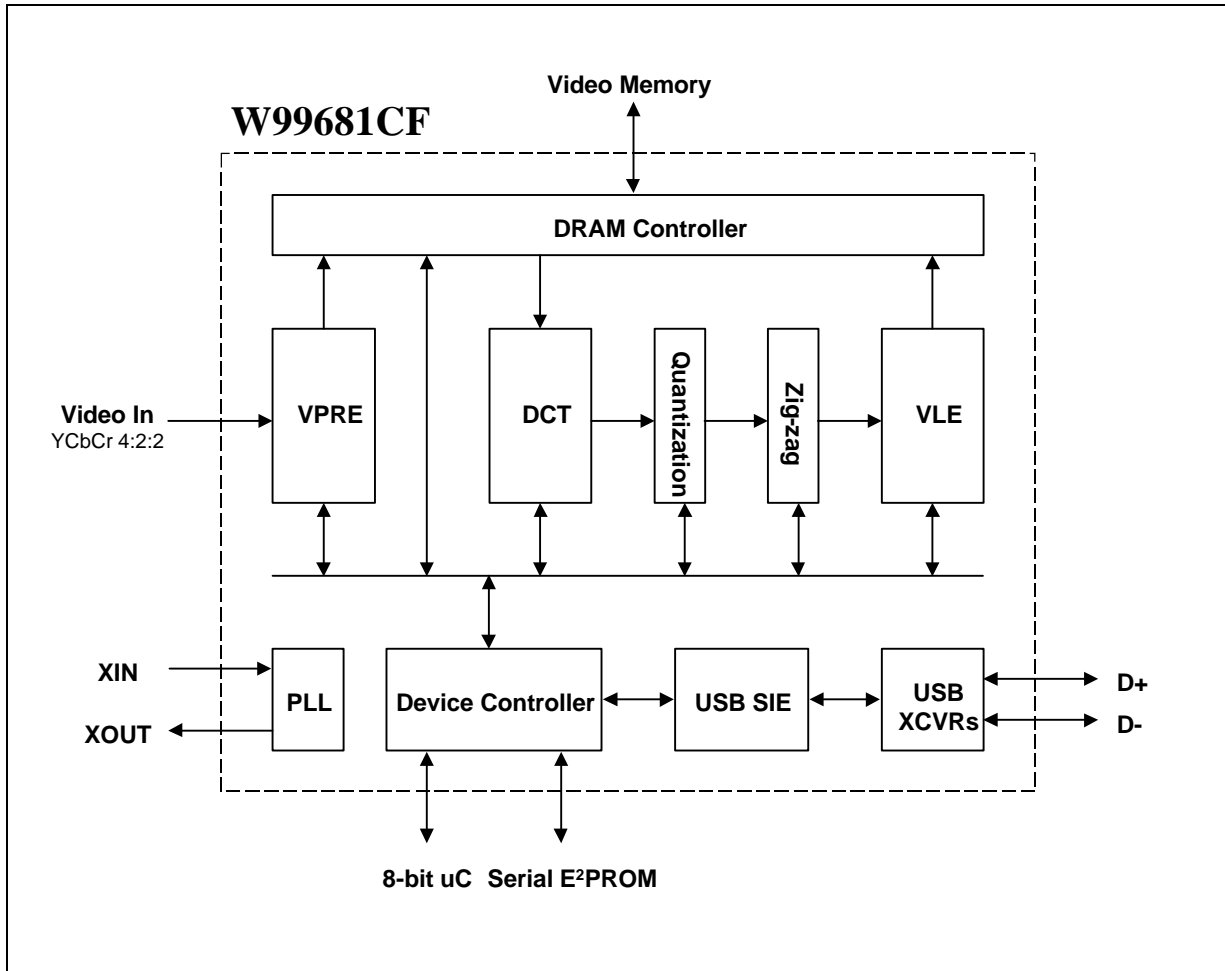 Video Memory
W99681CF
DRAM Controller
Video In
YCbCr 4:2:2
VPRE
DCT
Quantization
Zig-zag
VLE
XIN
XOUT
PLL
Device Controller
USB SIE
USB
XCVRs
D+
D-
8-bit uC
Serial E²PROM